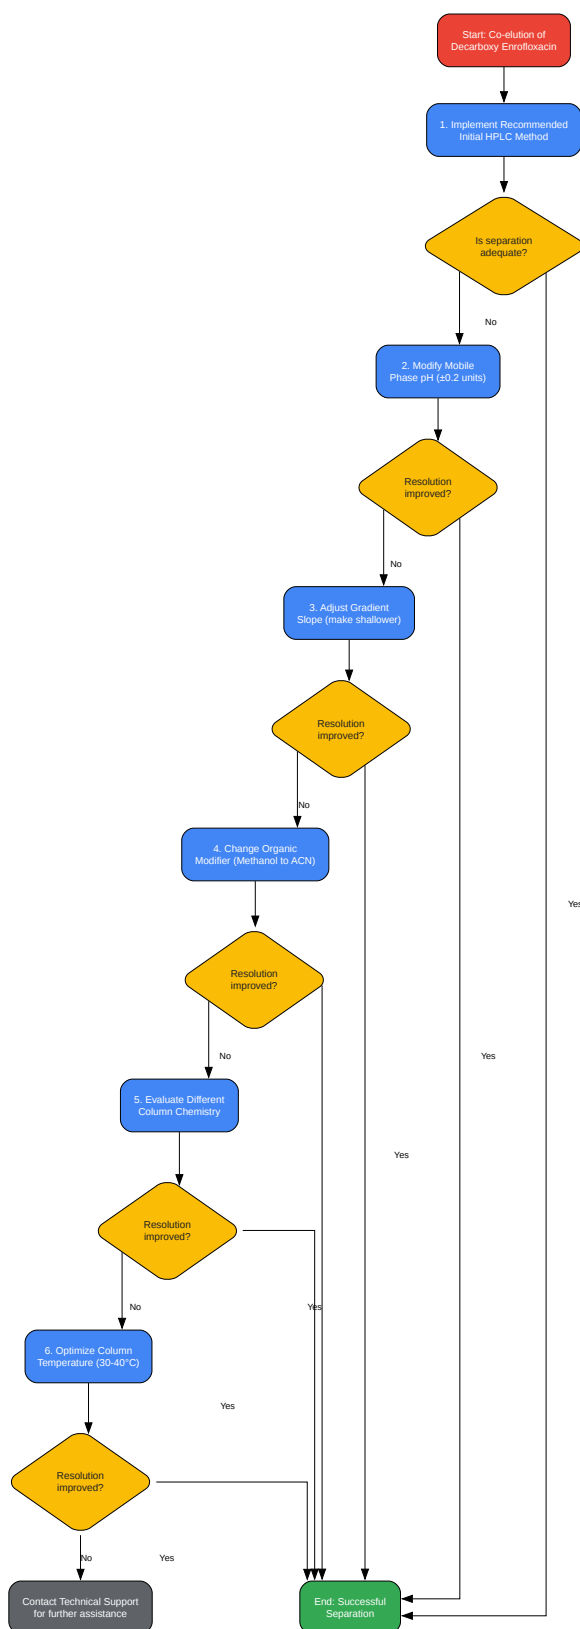 Start: Co-elution of
Decarboxy Enrofloxacin
1. Implement Recommended
Initial HPLC Method
Is separation
adequate?
No
2. Modify Mobile
Phase pH (±0.2 units)
Resolution
improved?
No
3. Adjust Gradient
Slope (make shallower)
Resolution
improved?
No
4. Change Organic
Modifier (Methanol to ACN)
Yes
Resolution
improved?
No
Yes
5. Evaluate Different
Column Chemistry
Yes
Resolution
improved?
No
Yes
6. Optimize Column
Temperature (30-40°C)
Yes
Resolution
improved?
No
Yes
Contact Technical Support
for further assistance
End: Successful
Separation